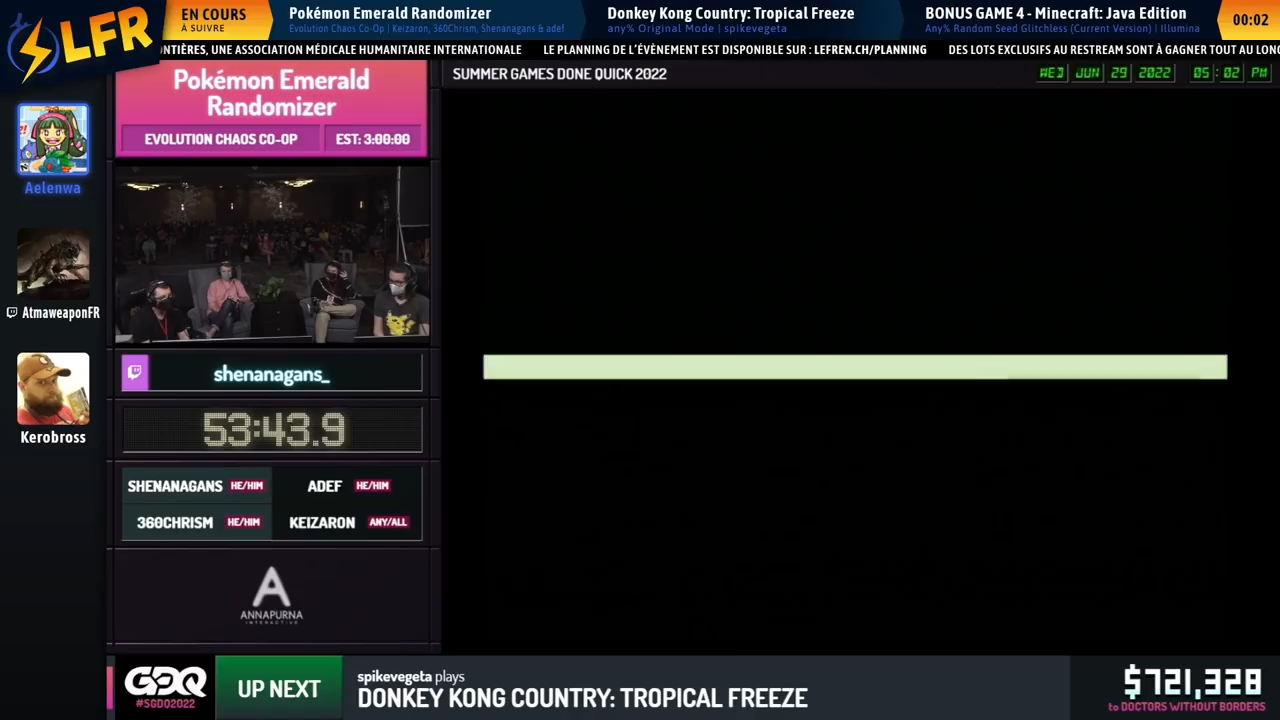 LFR
EN COURS
À SUIVRE
Pokémon Emerald Randomizer
Evolution Chaos Co-Op | Keizaron, 360Chrism, Shenanagans & adef
Donkey Kong Country: Tropical Freeze
any% Original Mode | spikevegeta
BONUS GAME 4 - Minecraft: Java Edition
Any% Random Seed Glitchless (Current Version) | Illumina
00:02
ONTIÈRES, UNE ASSOCIATION MÉDICALE HUMANITAIRE INTERNATIONALE LE PLANNING DE L'ÉVÈNEMENT EST DISPONIBLE SUR : LEFREN.CH/PLANNING DES LOTS EXCLUSIFS AU RESTREAM SONT À GAGNER TOUT AU LONG
Pokémon Emerald
Randomizer
EVOLUTION CHAOS CO-OP
EST: 3:00:00
SUMMER GAMES DONE QUICK 2022
WED JUN 29 2022 05:02 PM
Aelenwa
AtmaweaponFR
Kerobross
shenanagans_
53:43.9
SHENANAGANS HE/HIM
ADEF HE/HIM
360CHRISM HE/HIM
KEIZARON ANY/ALL
ANNAPURNA
INTERACTIVE
GDQ
#SGDQ2022
UP NEXT
spikevegeta plays
DONKEY KONG COUNTRY: TROPICAL FREEZE
$721,328
to DOCTORS WITHOUT BORDERS